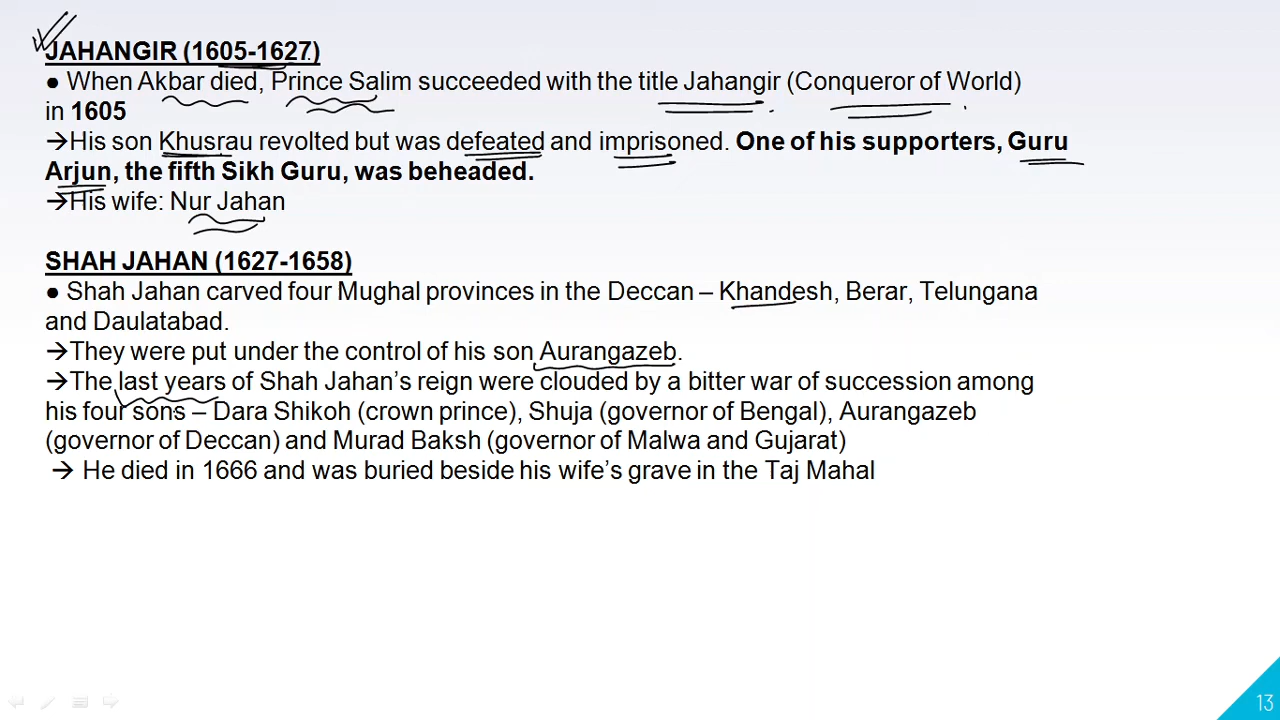 JAHANGIR (1605-1627)
● When Akbar died, Prince Salim succeeded with the title Jahangir (Conqueror of World)
in 1605
→His son Khusrau revolted but was defeated and imprisoned. One of his supporters, Guru
Arjun, the fifth Sikh Guru, was beheaded.
→His wife: Nur Jahan
SHAH JAHAN (1627-1658)
● Shah Jahan carved four Mughal provinces in the Deccan – Khandesh, Berar, Telungana
and Daulatabad.
→They were put under the control of his son Aurangazeb.
→The last years of Shah Jahan’s reign were clouded by a bitter war of succession among
his four sons – Dara Shikoh (crown prince), Shuja (governor of Bengal), Aurangazeb
(governor of Deccan) and Murad Baksh (governor of Malwa and Gujarat)
→ He died in 1666 and was buried beside his wife’s grave in the Taj Mahal
13